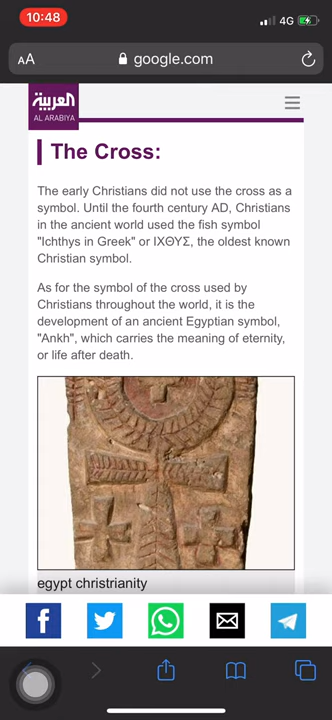 10:48
4G
AA
google.com
العربية
AL ARABIYA
The Cross:
The early Christians did not use the cross as a
symbol. Until the fourth century AD, Christians
in the ancient world used the fish symbol
"Ichthys in Greek" or ΙΧΘΥΣ, the oldest known
Christian symbol.
As for the symbol of the cross used by
Christians throughout the world, it is the
development of an ancient Egyptian symbol,
"Ankh", which carries the meaning of eternity,
or life after death.
egypt christrianity